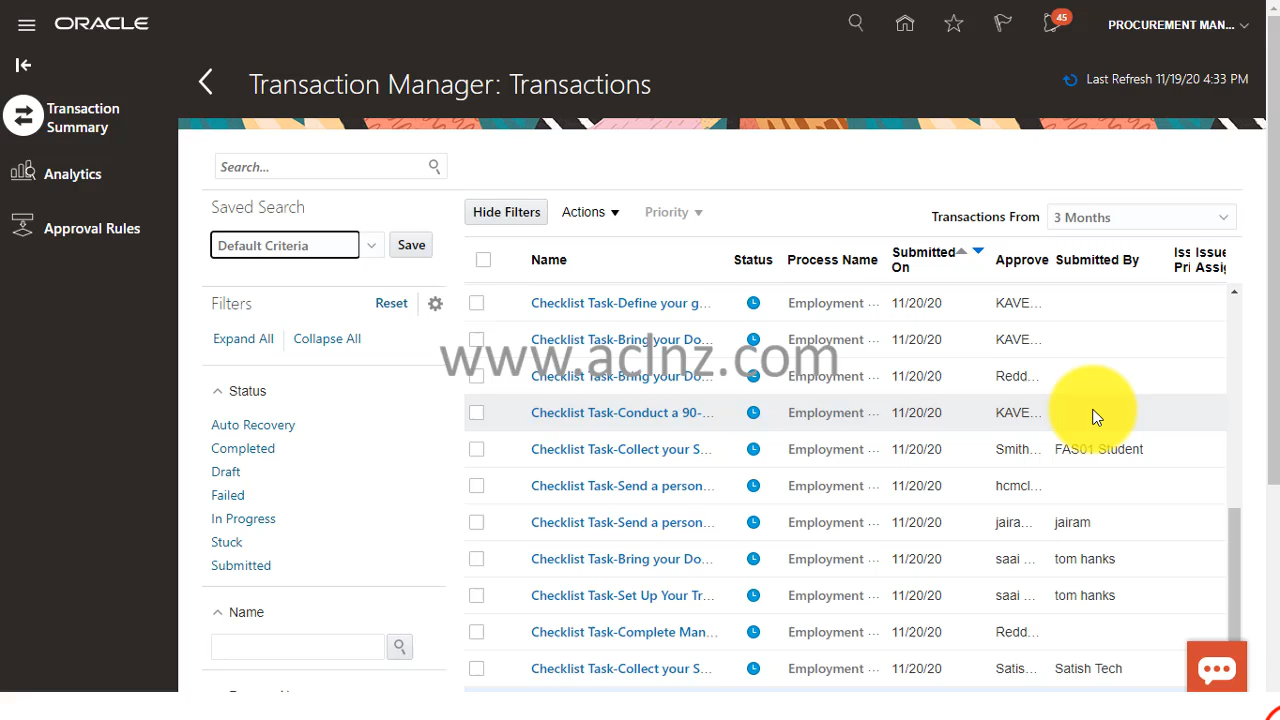 ORACLE
45
PROCUREMENT MAN...
Transaction Manager: Transactions
Last Refresh 11/19/20 4:33 PM
Transaction
Summary
Analytics
Approval Rules
Search...
Saved Search
Default Criteria
Save
Filters
Reset
Expand All
Collapse All
Status
Auto Recovery
Completed
Draft
Failed
In Progress
Stuck
Submitted
Name
Hide Filters
Actions
Priority
Transactions From
3 Months
Name Status Process Name Submitted On Approve Submitted By Iss Pri Issue Assig
Checklist Task-Define your g... Employment ... 11/20/20 KAVE...
Checklist Task-Bring your Do... Employment ... 11/20/20 KAVE...
www.aclnz.com
Checklist Task-Bring your Do... Employment ... 11/20/20 Redd...
Checklist Task-Conduct a 90-... Employment ... 11/20/20 KAVE...
Checklist Task-Collect your S... Employment ... 11/20/20 Smith... FAS01 Student
Checklist Task-Send a person... Employment ... 11/20/20 hcmcl...
Checklist Task-Send a person... Employment ... 11/20/20 jaira... jairam
Checklist Task-Bring your Do... Employment ... 11/20/20 saai ... tom hanks
Checklist Task-Set Up Your Tr... Employment ... 11/20/20 saai ... tom hanks
Checklist Task-Complete Man... Employment ... 11/20/20 Redd...
Checklist Task-Collect your S... Employment ... 11/20/20 Satis... Satish Tech